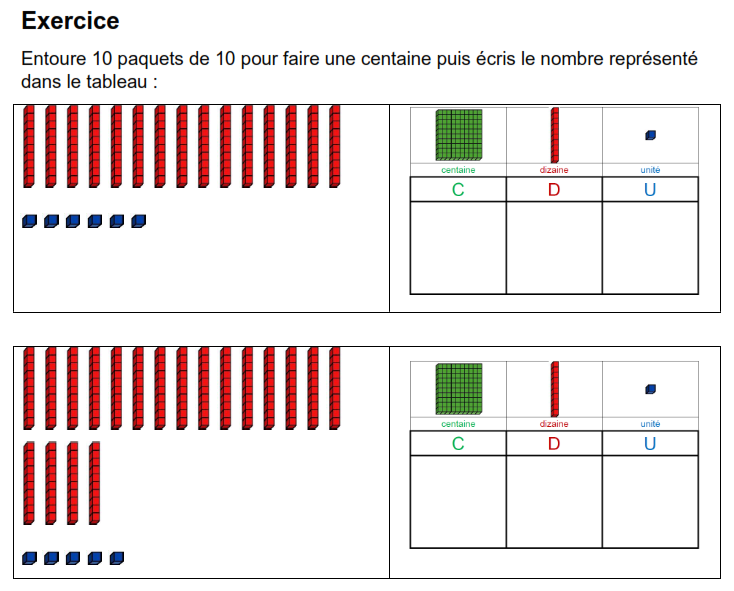 Exercice
Entoure 10 paquets de 10 pour faire une centaine puis écris le nombre représenté
dans le tableau :
centaine dizaine unité
C D U
centaine dizaine unité
C D U